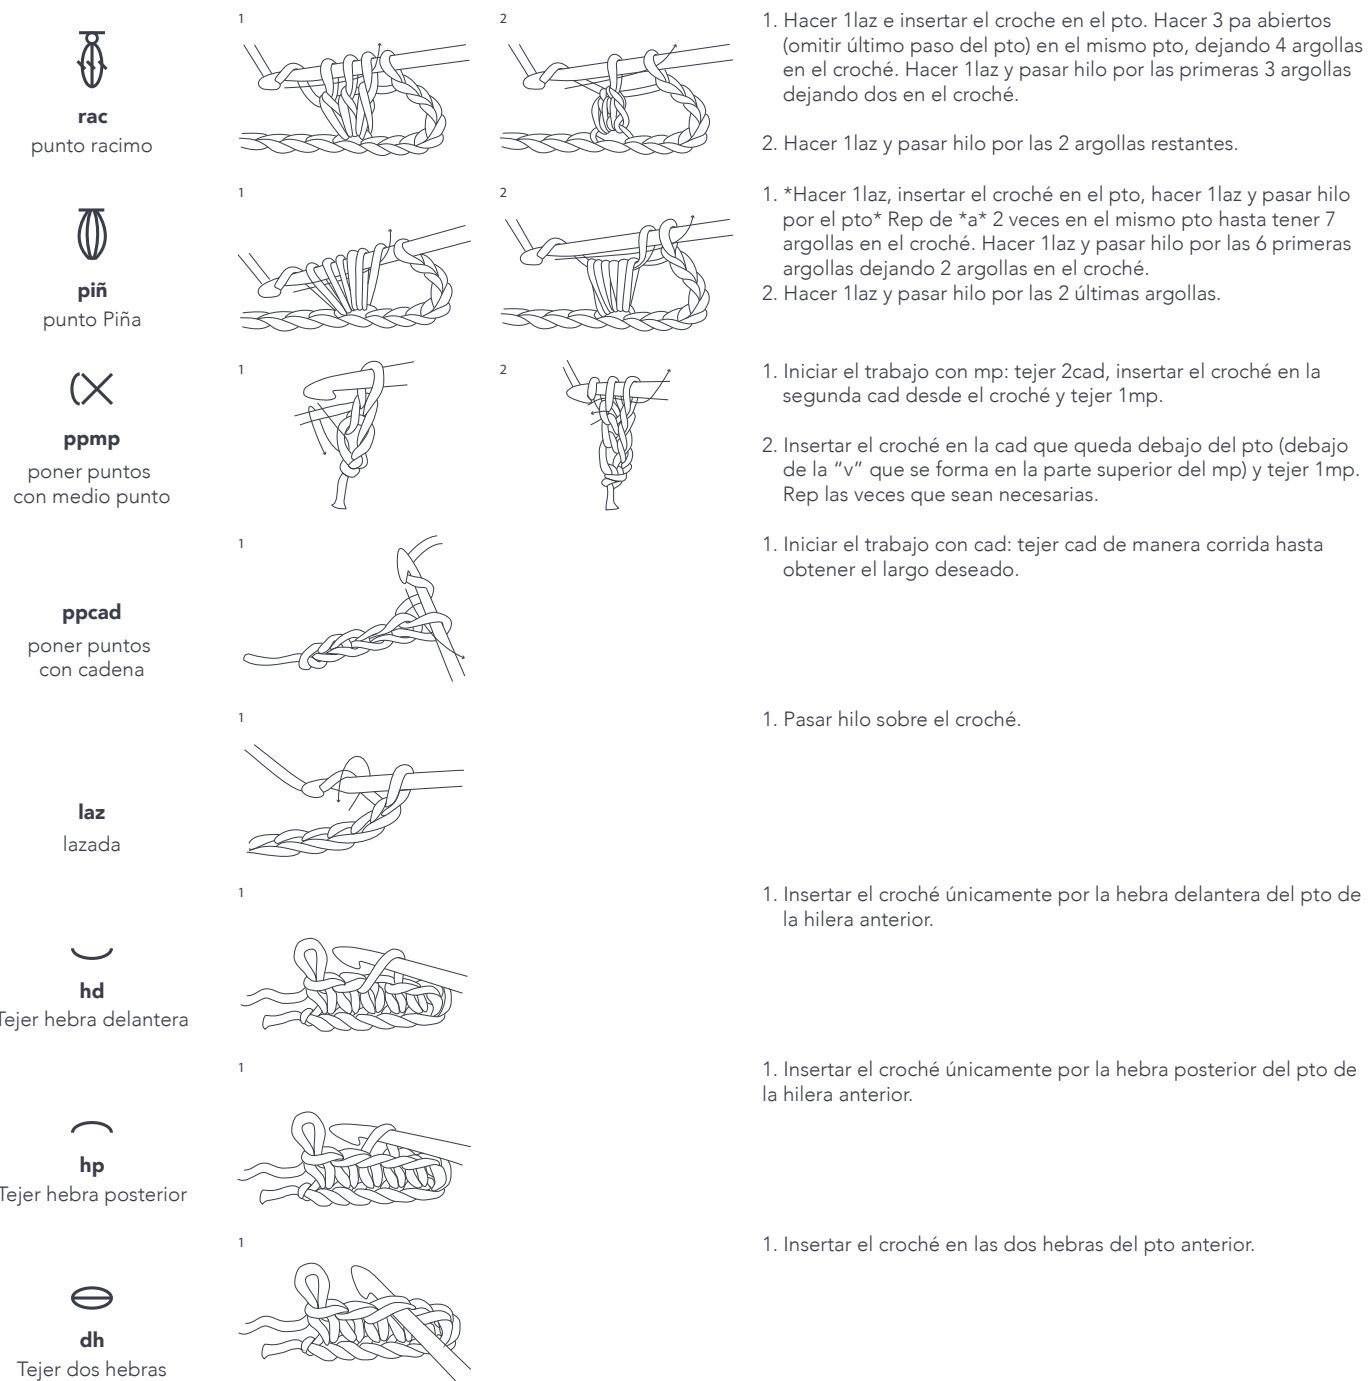 1
2
rac
punto racimo
1. Hacer 1laz e insertar el croche en el pto. Hacer 3 pa abiertos
(omitir último paso del pto) en el mismo pto, dejando 4 argollas
en el croché. Hacer 1laz y pasar hilo por las primeras 3 argollas
dejando dos en el croché.
2. Hacer 1laz y pasar hilo por las 2 argollas restantes.
1
2
piñ
punto Piña
1. *Hacer 1laz, insertar el croché en el pto, hacer 1laz y pasar hilo
por el pto* Rep de *a* 2 veces en el mismo pto hasta tener 7
argollas en el croché. Hacer 1laz y pasar hilo por las 6 primeras
argollas dejando 2 argollas en el croché.
2. Hacer 1laz y pasar hilo por las 2 últimas argollas.
1
2
ppmp
poner puntos
con medio punto
1. Iniciar el trabajo con mp: tejer 2cad, insertar el croché en la
segunda cad desde el croché y tejer 1mp.
2. Insertar el croché en la cad que queda debajo del pto (debajo
de la “v” que se forma en la parte superior del mp) y tejer 1mp.
Rep las veces que sean necesarias.
1
ppcad
poner puntos
con cadena
1. Iniciar el trabajo con cad: tejer cad de manera corrida hasta
obtener el largo deseado.
1
laz
lazada
1. Pasar hilo sobre el croché.
1
hd
Tejer hebra delantera
1. Insertar el croché únicamente por la hebra delantera del pto de
la hilera anterior.
1
hp
Tejer hebra posterior
1. Insertar el croché únicamente por la hebra posterior del pto de
la hilera anterior.
1
dh
Tejer dos hebras
1. Insertar el croché en las dos hebras del pto anterior.